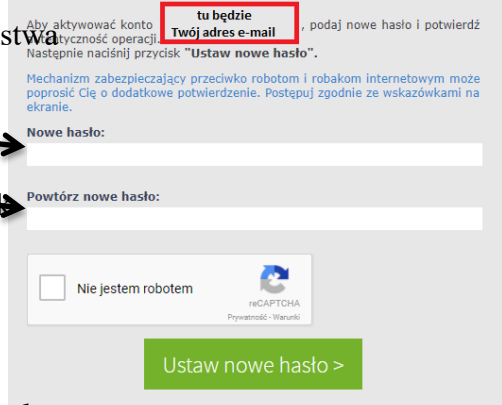 Aby aktywować konto tu będzie , podaj nowe hasło i potwierdź
Twój adres e-mail
stwa
autentyczność operacji.
Następnie naciśnij przycisk "Ustaw nowe hasło".
Mechanizm zabezpieczający przeciwko robotom i robakom internetowym może
poprosić Cię o dodatkowe potwierdzenie. Postępuj zgodnie ze wskazówkami na
ekranie.
Nowe hasło:
Powtórz nowe hasło:
Nie jestem robotem
reCAPTCHA
Prywatność - Warunki
Ustaw nowe hasło >